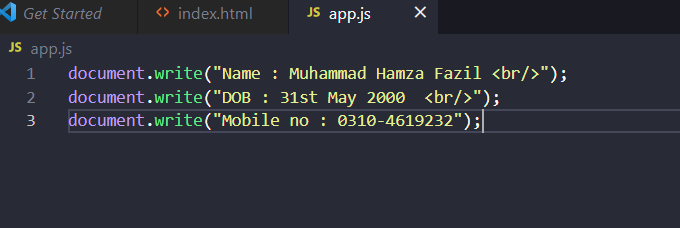 Get Started
index.html
JS app.js
JS app.js
1 document.write("Name : Muhammad Hamza Fazil <br/>");
2 document.write("DOB : 31st May 2000  <br/>");
3 document.write("Mobile no : 0310-4619232");